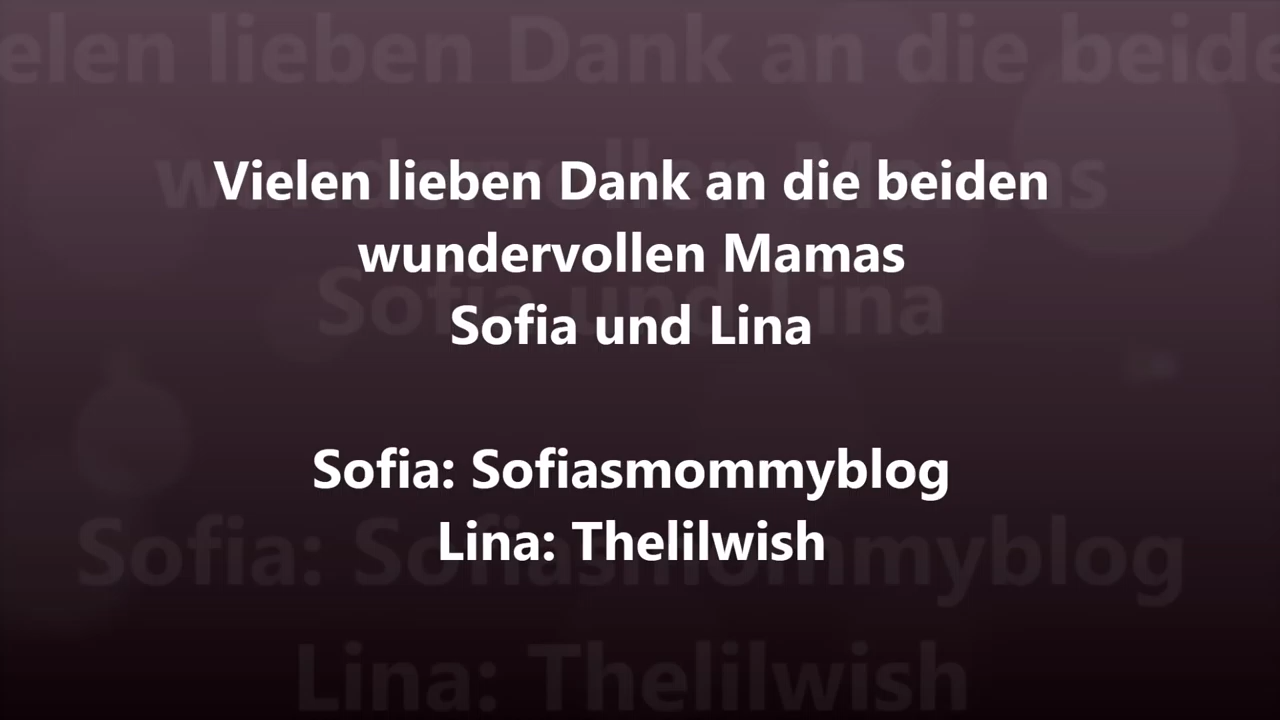 Vielen lieben Dank an die beiden
wundervollen Mamas
Sofia und Lina
Sofia: Sofiasmommyblog
Lina: Thelilwish